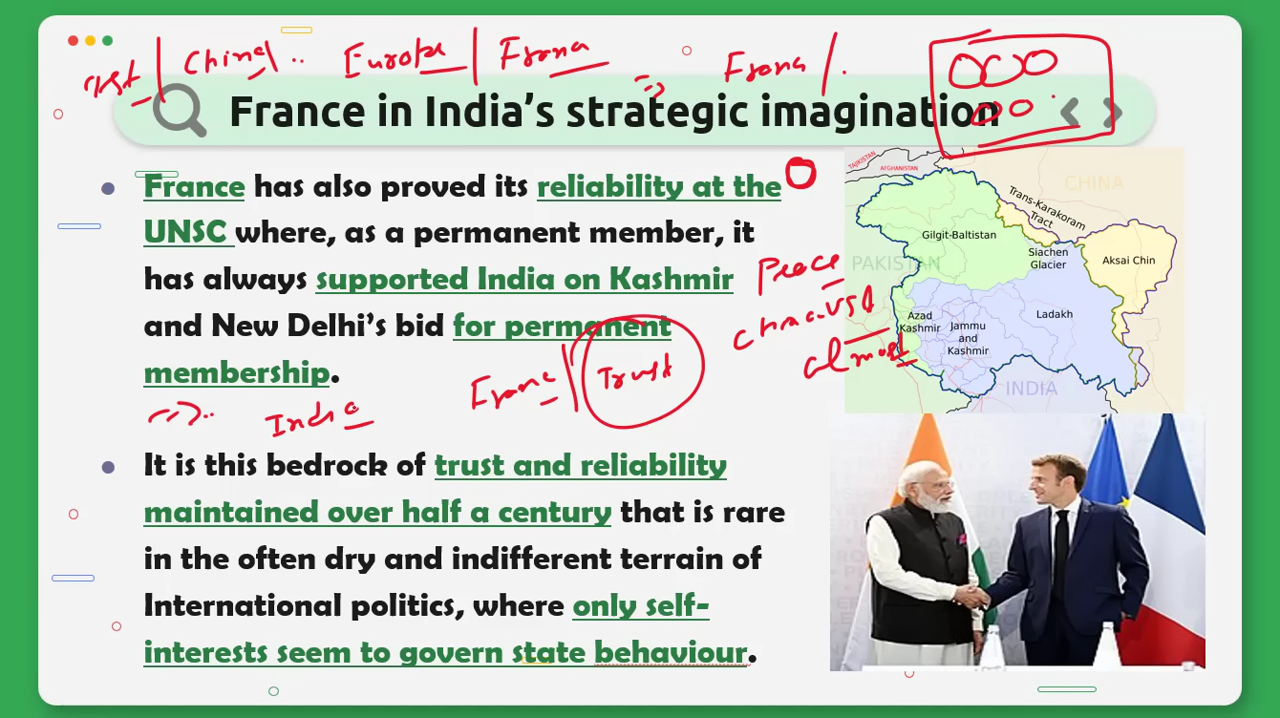 China
Europe
France in India’s strategic imagination
France has also proved its reliability at the
UNSC where, as a permanent member, it
has always supported India on Kashmir
and New Delhi’s bid for permanent
membership.
Trust
India
It is this bedrock of trust and reliability
maintained over half a century that is rare
in the often dry and indifferent terrain of
International politics, where only self-
interests seem to govern state behaviour.
TAJIKISTAN
AFGHANISTAN
CHINA
Trans-Karakoram
Tract
Gilgit-Baltistan
Siachen
Glacier
Aksai Chin
PAKISTAN
Azad
Kashmir
Jammu
and
Kashmir
Ladakh
INDIA
Peace